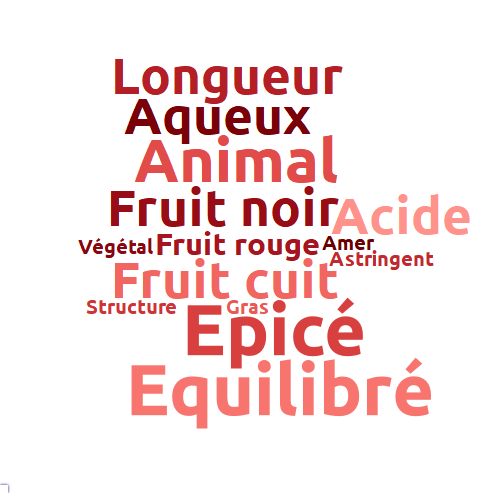 Longueur
Aqueux
Animal
Fruit noir
Acide
Végétal
Fruit rouge
Amer
Astringent
Fruit cuit
Structure
Gras
Epicé
Equilibré